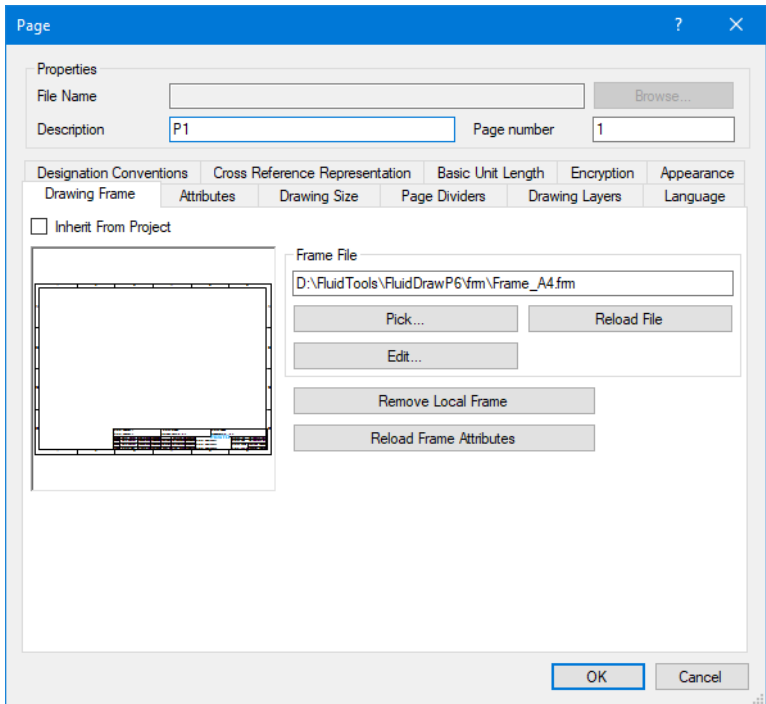 Page ?
Properties
File Name Browse...
Description P1 Page number 1
Designation Conventions Cross Reference Representation Basic Unit Length Encryption Appearance
Drawing Frame Attributes Drawing Size Page Dividers Drawing Layers Language
Inherit From Project
Frame File
D:\FluidTools\FluidDrawP6\frm\Frame_A4.frm
Pick... Reload File
Edit...
Remove Local Frame
Reload Frame Attributes
OK Cancel